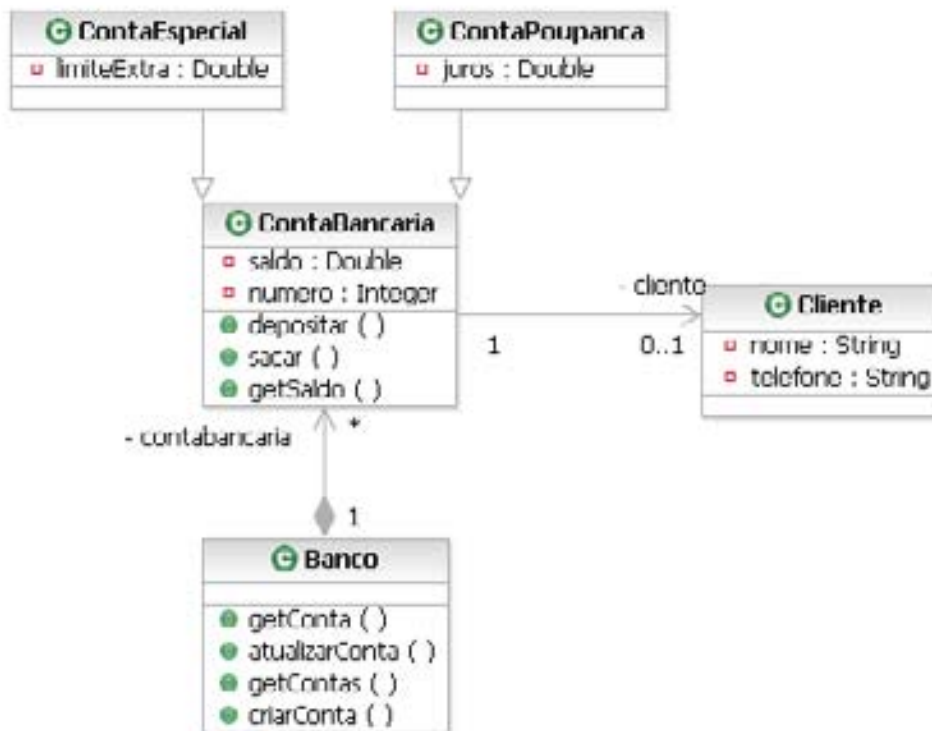 ContaEspecial
limiteExtra : Double
ContaPoupanca
juros : Double
ContaBancaria
saldo : Double
numero : Integer
depositar ( )
sacar ( )
getSaldo ( )
- cliente
1
0..1
Cliente
nome : String
telefone : String
- contabancaria
*
1
Banco
getConta ( )
atualizarConta ( )
getContas ( )
criarConta ( )